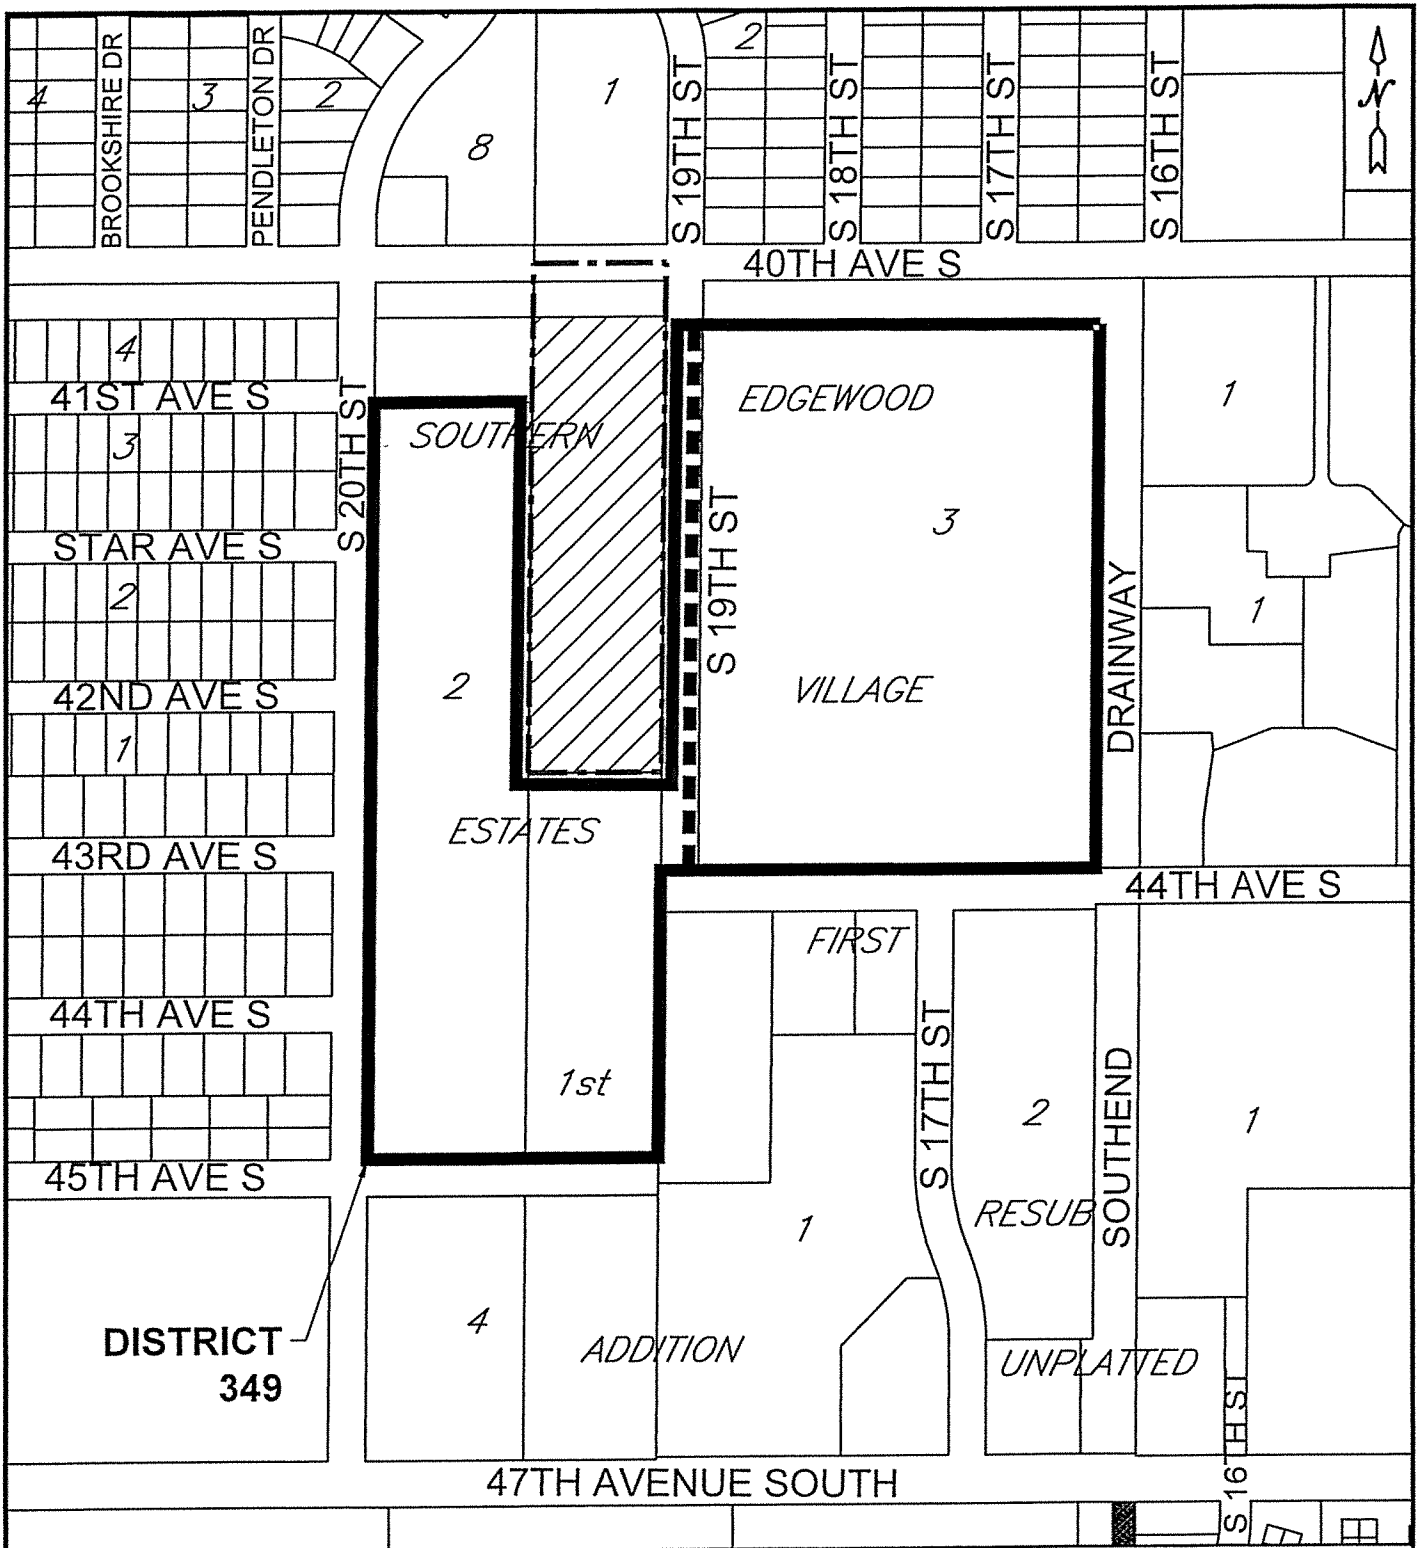 BROOKSHIRE DR
PENDLETON DR
S 19TH ST
S 18TH ST
S 17TH ST
S 16TH ST
N
4
3
2
8
1
2
40TH AVE S
4
41ST AVE S
3
STAR AVE S
2
42ND AVE S
1
43RD AVE S
44TH AVE S
45TH AVE S
S 20TH ST
SOUTHERN
2
ESTATES
1st
S 19TH ST
EDGEWOOD
3
VILLAGE
DRAINWAY
1
1
44TH AVE S
FIRST
S 17TH ST
2
SOUTHEND
1
RESUB
1
4
ADDITION
UNPLATTED
DISTRICT
349
47TH AVENUE SOUTH
S 16TH ST